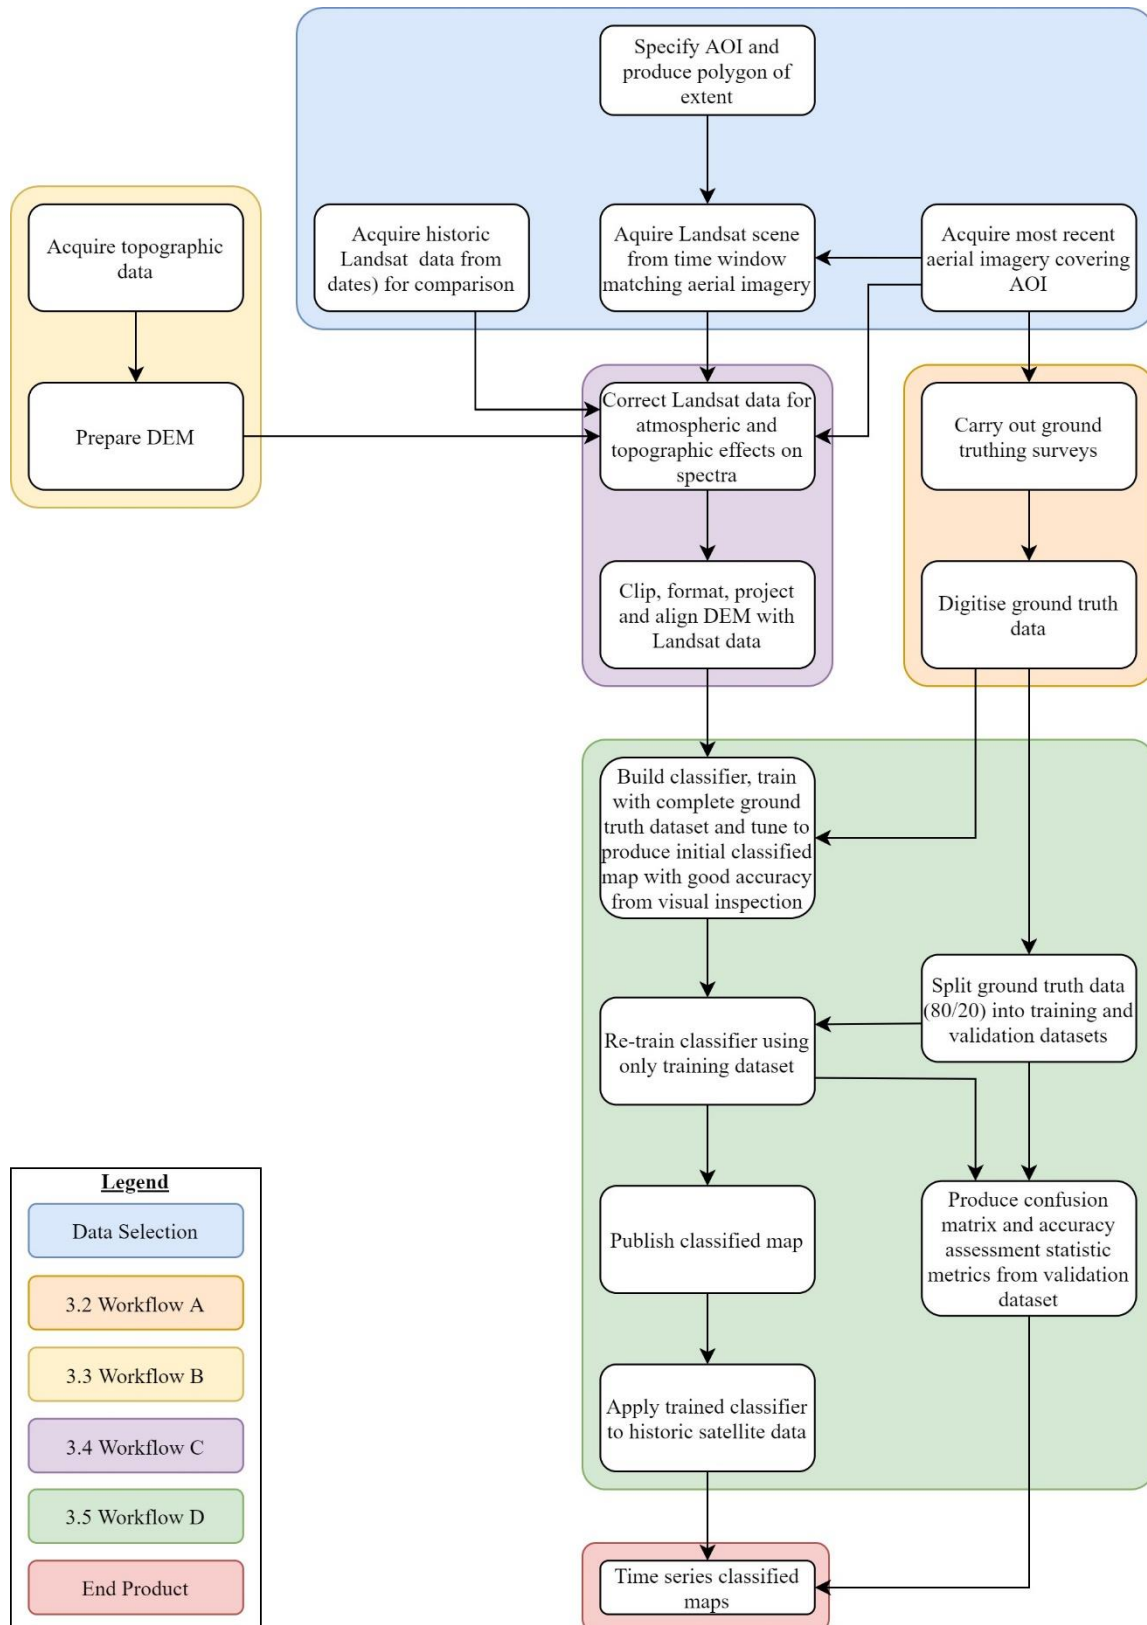 Specify AOI and
produce polygon of
extent
Acquire topographic
data
Acquire historic
Landsat data from
dates) for comparison
Aquire Landsat scene
from time window
matching aerial imagery
Acquire most recent
aerial imagery covering
AOI
Prepare DEM
Correct Landsat data for
atmospheric and
topographic effects on
spectra
Carry out ground
truthing surveys
Clip, format, project
and align DEM with
Landsat data
Digitise ground truth
data
Build classifier, train
with complete ground
truth dataset and tune to
produce initial classified
map with good accuracy
from visual inspection
Split ground truth data
(80/20) into training and
validation datasets
Re-train classifier using
only training dataset
Publish classified map
Produce confusion
matrix and accuracy
assessment statistic
metrics from validation
dataset
Apply trained classifier
to historic satellite data
Time series classified
maps
Legend
Data Selection
3.2 Workflow A
3.3 Workflow B
3.4 Workflow C
3.5 Workflow D
End Product